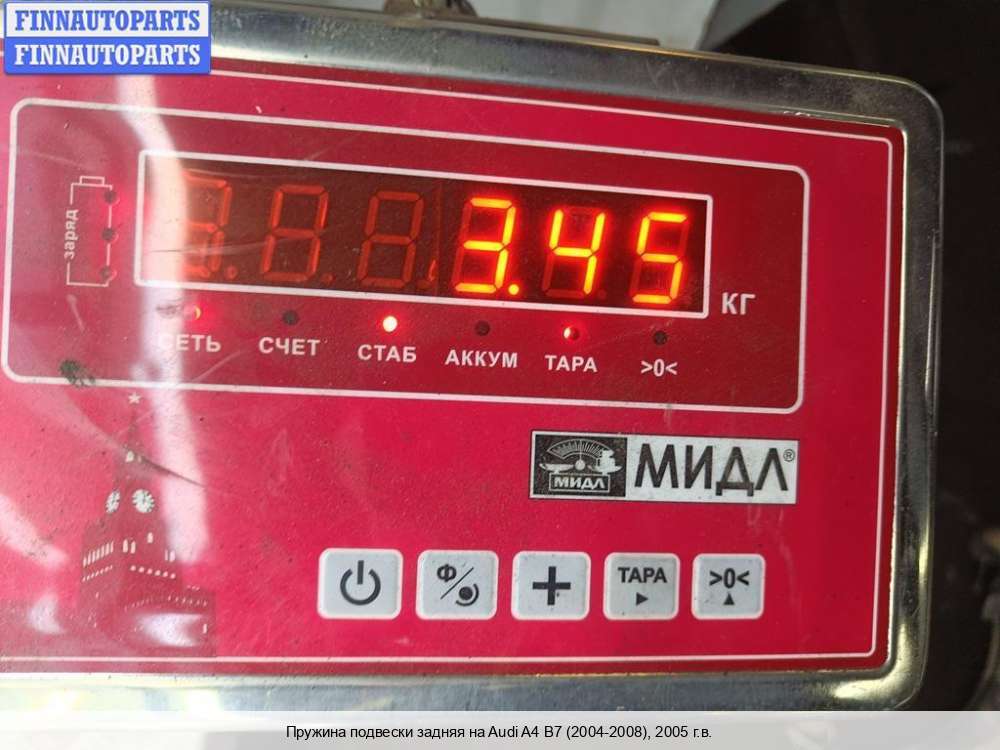 FINNAUTOPARTS
FINNAUTOPARTS
заряд
3.45
КГ
СЕТЬ СЧЕТ СТАБ АККУМ ТАРА >0<
МИДЛ МИДЛ®
Ф ТАРА >0<
Пружина подвески задняя на Audi A4 B7 (2004-2008), 2005 г.в.